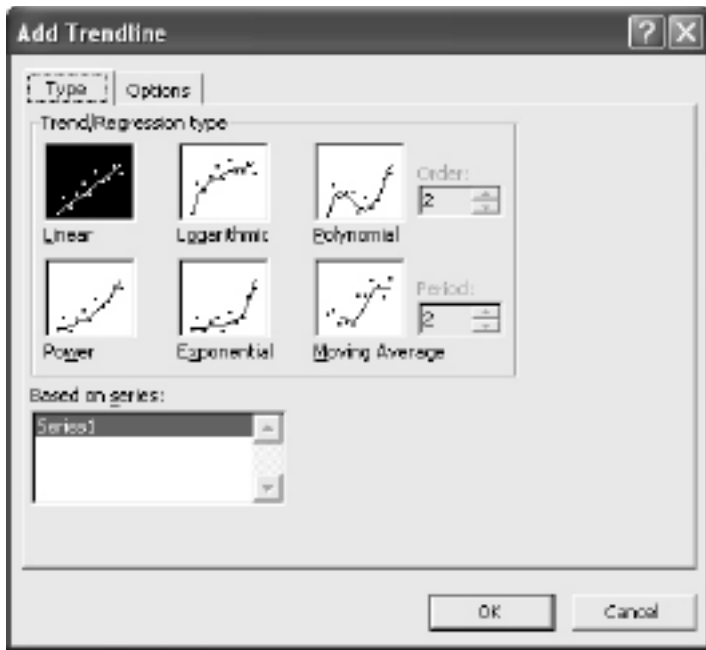 Add Trendline
Type Options
Trend/Regression type
Order:
2
Linear Logarithmic Polynomial
Period:
2
Power Exponential Moving Average
Based on series:
Series1
OK Cancel